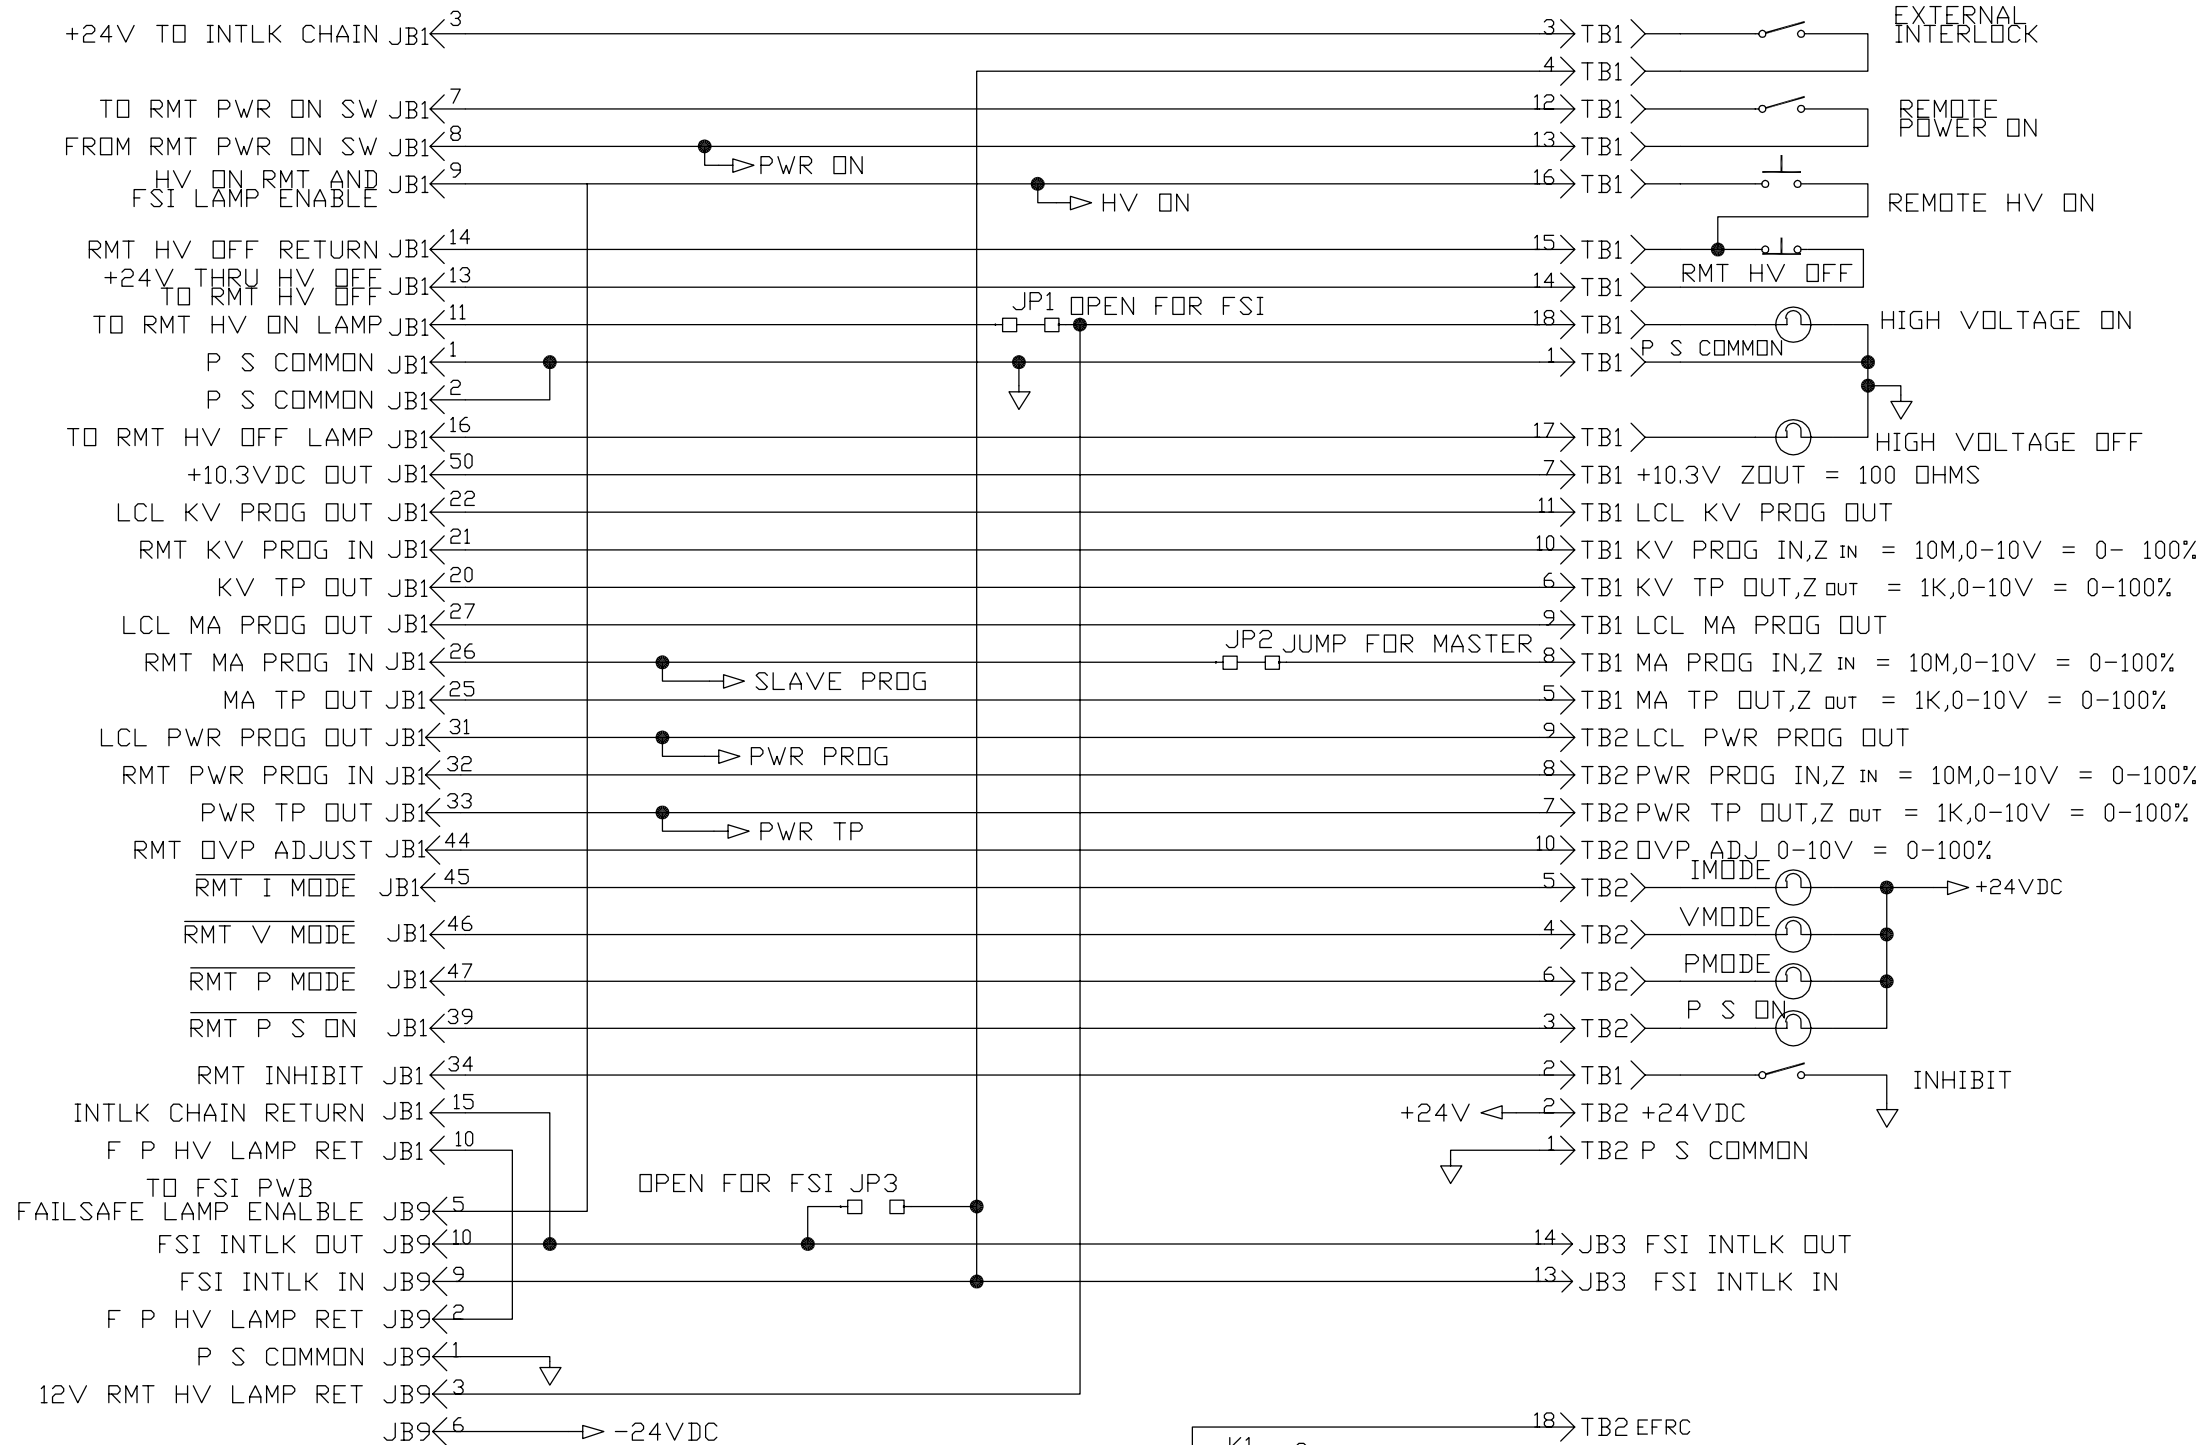 +24V TO INTLK CHAIN JB1 3 3 TB1 EXTERNAL
INTERLOCK
4 TB1
TO RMT PWR ON SW JB1 7 12 TB1 REMOTE
POWER ON
FROM RMT PWR ON SW JB1 8 13 TB1
PWR ON
HV ON RMT AND
FSI LAMP ENABLE JB1 9 16 TB1
HV ON REMOTE HV ON
RMT HV OFF RETURN JB1 14 15 TB1
RMT HV OFF
+24V THRU HV OFF
TO RMT HV OFF JB1 13 14 TB1
JP1 OPEN FOR FSI
TO RMT HV ON LAMP JB1 11 18 TB1 HIGH VOLTAGE ON
P S COMMON JB1 1 1 TB1 P S COMMON
P S COMMON JB1 2
TO RMT HV OFF LAMP JB1 16 17 TB1 HIGH VOLTAGE OFF
+10.3VDC OUT JB1 50 7 TB1 +10.3V ZOUT = 100 OHMS
LCL KV PROG OUT JB1 22 11 TB1 LCL KV PROG OUT
RMT KV PROG IN JB1 21 10 TB1 KV PROG IN,Z IN = 10M,0-10V = 0- 100%
KV TP OUT JB1 20 6 TB1 KV TP OUT,Z OUT = 1K,0-10V = 0-100%
LCL MA PROG OUT JB1 27 9 TB1 LCL MA PROG OUT
JP2 JUMP FOR MASTER
RMT MA PROG IN JB1 26 8 TB1 MA PROG IN,Z IN = 10M,0-10V = 0-100%
SLAVE PROG
MA TP OUT JB1 25 5 TB1 MA TP OUT,Z OUT = 1K,0-10V = 0-100%
LCL PWR PROG OUT JB1 31 9 TB2 LCL PWR PROG OUT
PWR PROG
RMT PWR PROG IN JB1 32 8 TB2 PWR PROG IN,Z IN = 10M,0-10V = 0-100%
PWR TP OUT JB1 33 7 TB2 PWR TP OUT,Z OUT = 1K,0-10V = 0-100%
PWR TP
RMT OVP ADJUST JB1 44 10 TB2 OVP ADJ 0-10V = 0-100%
IMODE
RMT I MODE JB1 45 5 TB2 +24VDC
VMODE
RMT V MODE JB1 46 4 TB2
PMODE
RMT P MODE JB1 47 6 TB2
P S ON
RMT P S ON JB1 39 3 TB2
RMT INHIBIT JB1 34 2 TB1 INHIBIT
INTLK CHAIN RETURN JB1 15 +24V 2 TB2 +24VDC
F P HV LAMP RET JB1 10 1 TB2 P S COMMON
TO FSI PWB OPEN FOR FSI JP3
FAILSAFE LAMP ENALBLE JB9 5
FSI INTLK OUT JB9 10 14 JB3 FSI INTLK OUT
FSI INTLK IN JB9 9 13 JB3 FSI INTLK IN
F P HV LAMP RET JB9 2
P S COMMON JB9 1
12V RMT HV LAMP RET JB9 3
JB9 6 -24VDC 18 TB2 EFRC
K1